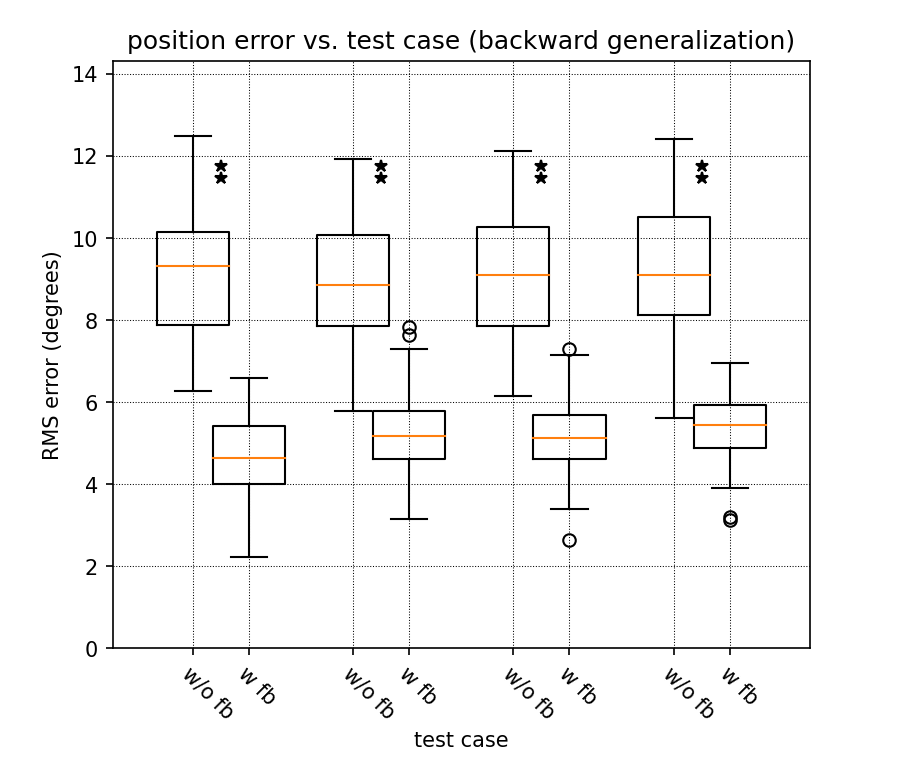 position error vs. test case (backward generalization)
RMS error (degrees)
14
12
10
8
6
4
2
0
w/o fb w fb w/o fb w fb w/o fb w fb w/o fb w fb
test case